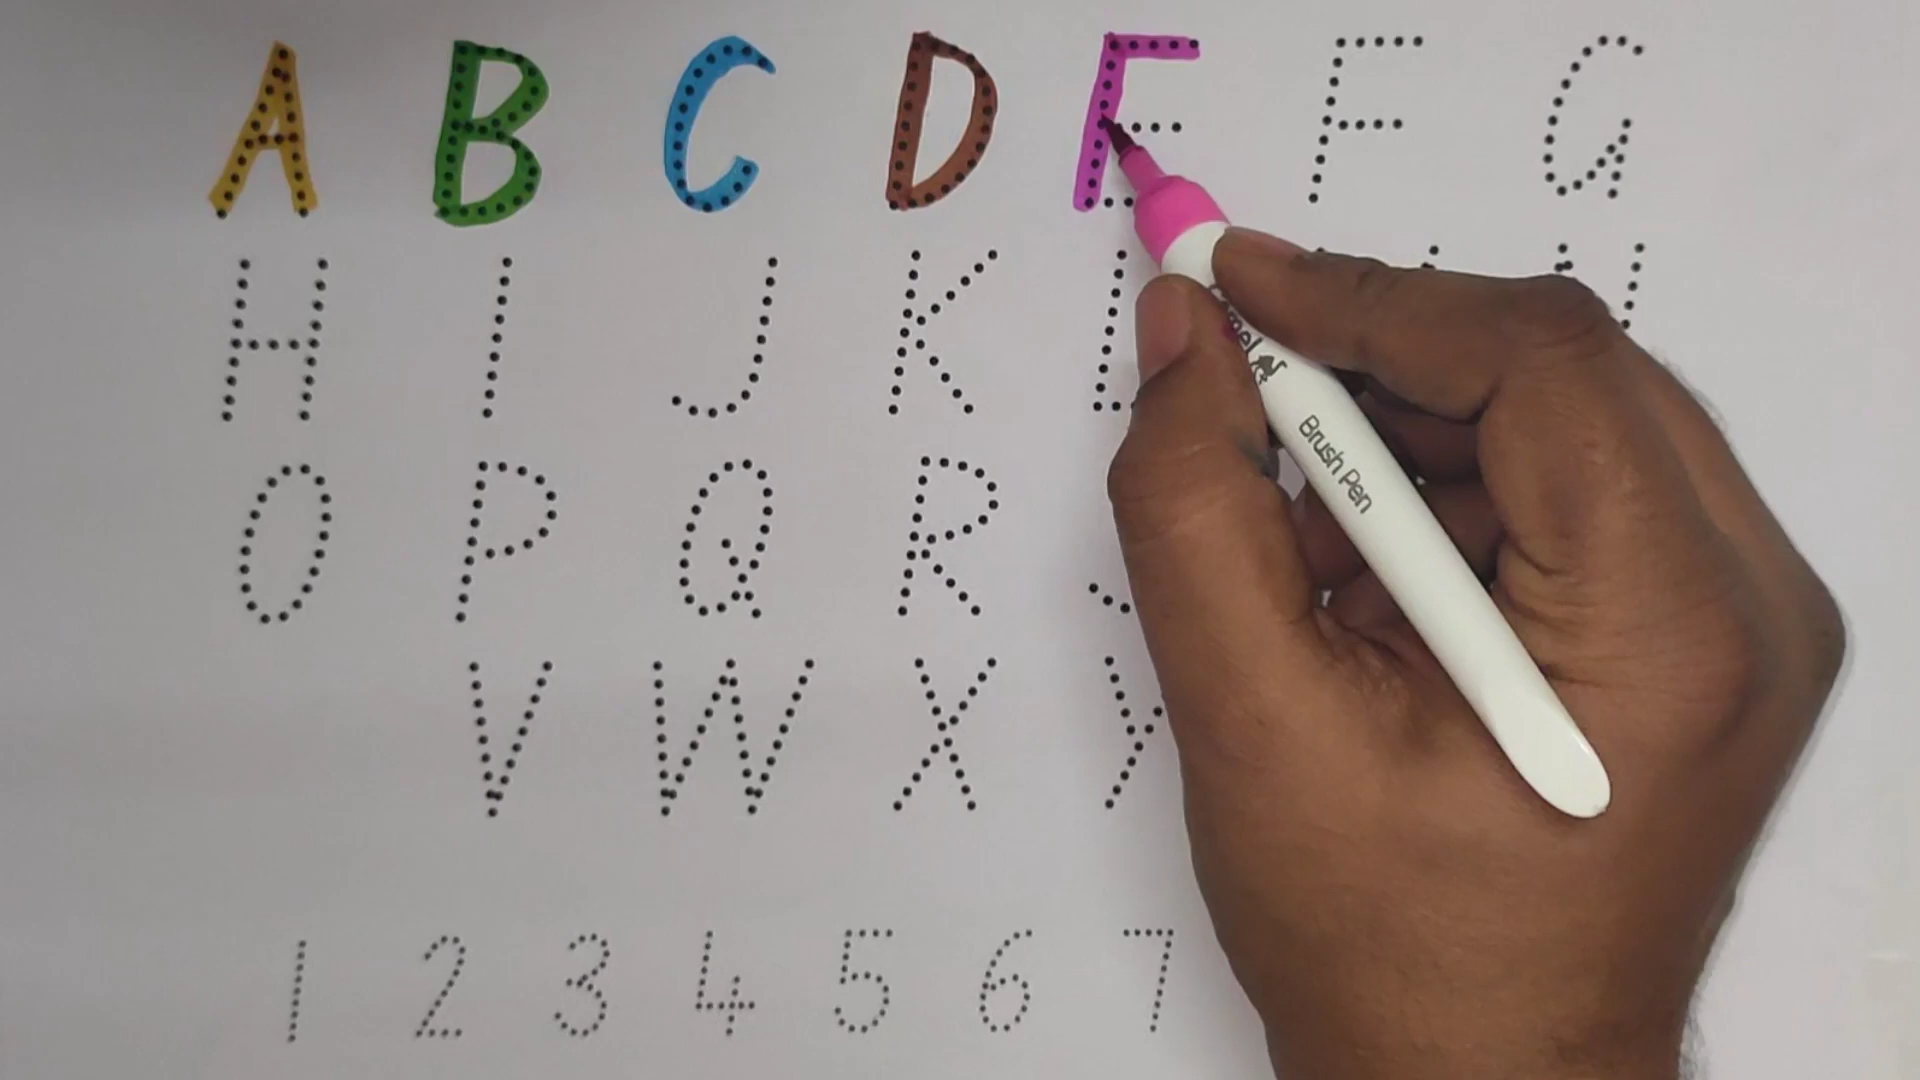 A B C D E F G
H I J K L N
O P Q R
V W X Y
1 2 3 4 5 6 7
Brush Pen